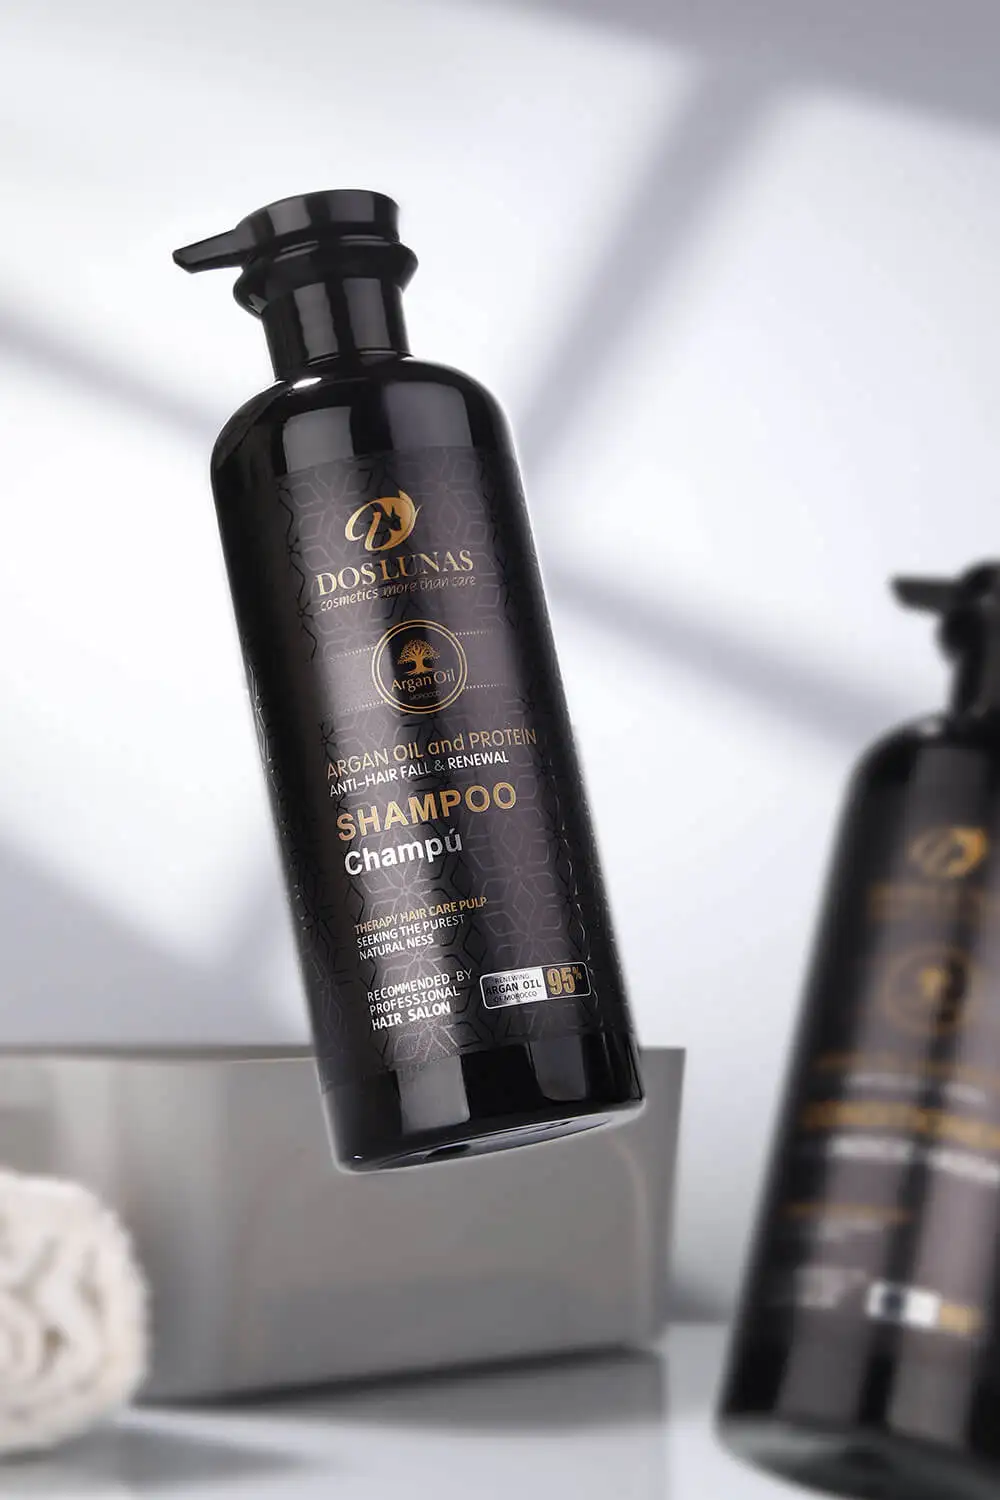 DOS LUNAS
cosmetics more than care
Argan Oil
MOROCCO
ARGAN OIL and PROTEIN
ANTI-HAIR FALL & RENEWAL
SHAMPOO
Champú
THERAPY HAIR CARE PULP
SEEKING THE PUREST
NATURAL NESS
RECOMMENDED BY
PROFESSIONAL
HAIR SALON
RENEWING
ARGAN OIL
OF MOROCCO
95%